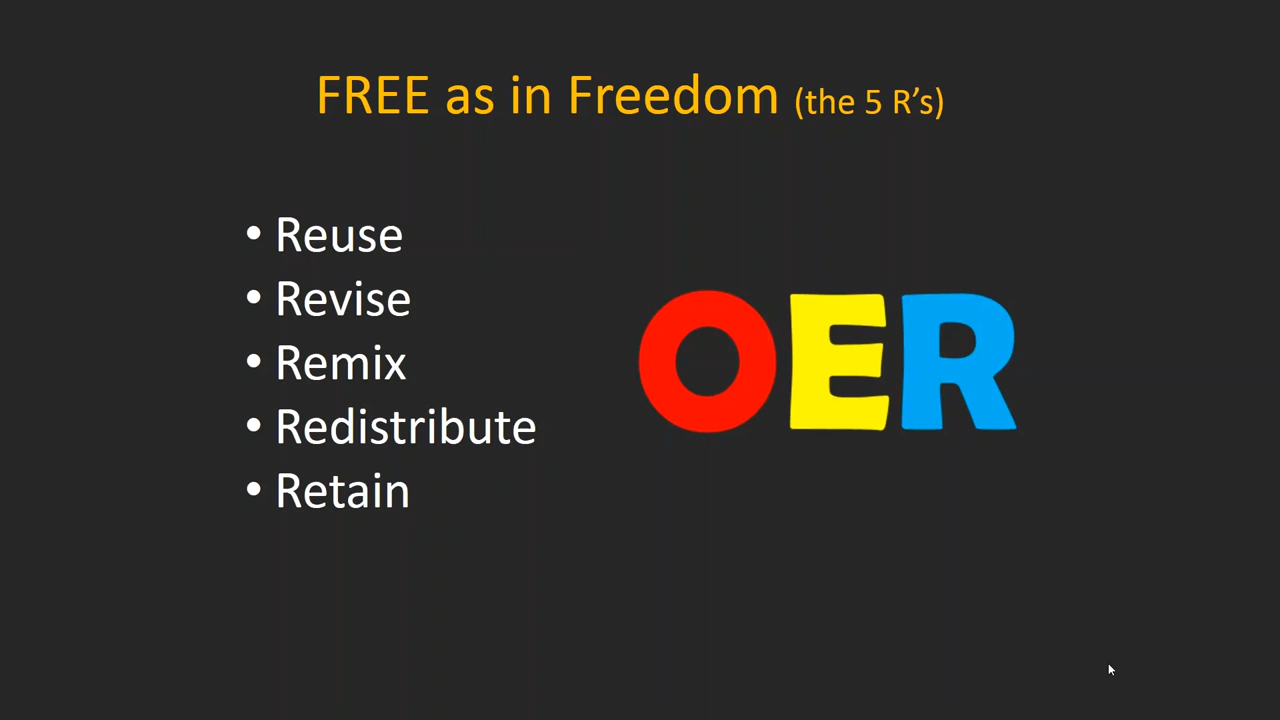 FREE as in Freedom (the 5 R’s)
• Reuse
• Revise
• Remix
• Redistribute
• Retain
OER